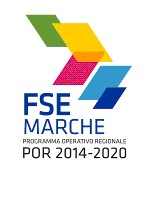 FSE
MARCHE
PROGRAMMA OPERATIVO REGIONALE
POR 2014-2020